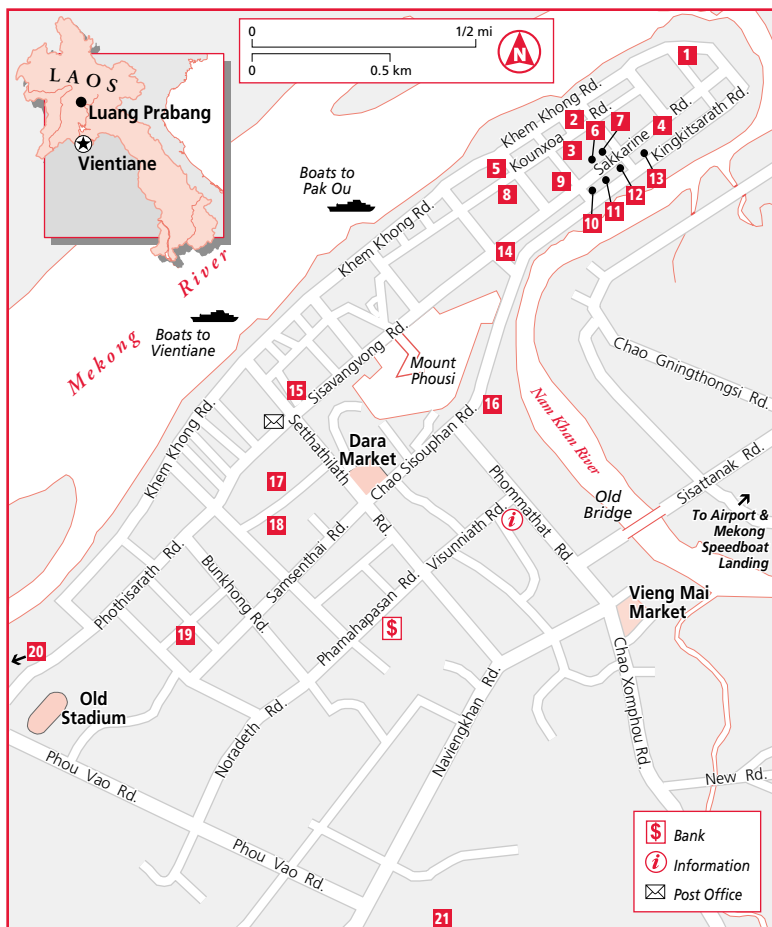 LAOS
Luang Prabang
Vientiane
0
1/2 mi
0
0.5 km
N
1
Khem Khong Rd.
2
Kounxoa Rd.
7
6
3
4
Sakkarine Rd.
Kingkitsarath Rd.
5
9
8
13
12
11
10
Boats to
Pak Ou
Khem Khong Rd.
14
Mekong River
Boats to
Vientiane
Sisavangvong Rd.
Mount
Phousi
Chao Gningthongsi Rd.
15
16
Khem Khong Rd.
Setthathilath Rd.
Dara
Market
Chao Sisouphan Rd.
Nam Khan River
17
Phommathat Rd.
Old
Bridge
Sisattanak Rd.
18
Visunniath Rd.
i
To Airport &
Mekong
Speedboat
Landing
Phothisarath Rd.
Bunkhong Rd.
Samsenthai Rd.
Phamahapasan Rd.
Vieng Mai
Market
19
$
20
Old
Stadium
Noradeth Rd.
Naviengkhan Rd.
Chao Xomphou Rd.
Phou Vao Rd.
New Rd.
Phou Vao Rd.
21
$ Bank
i Information
Post Office